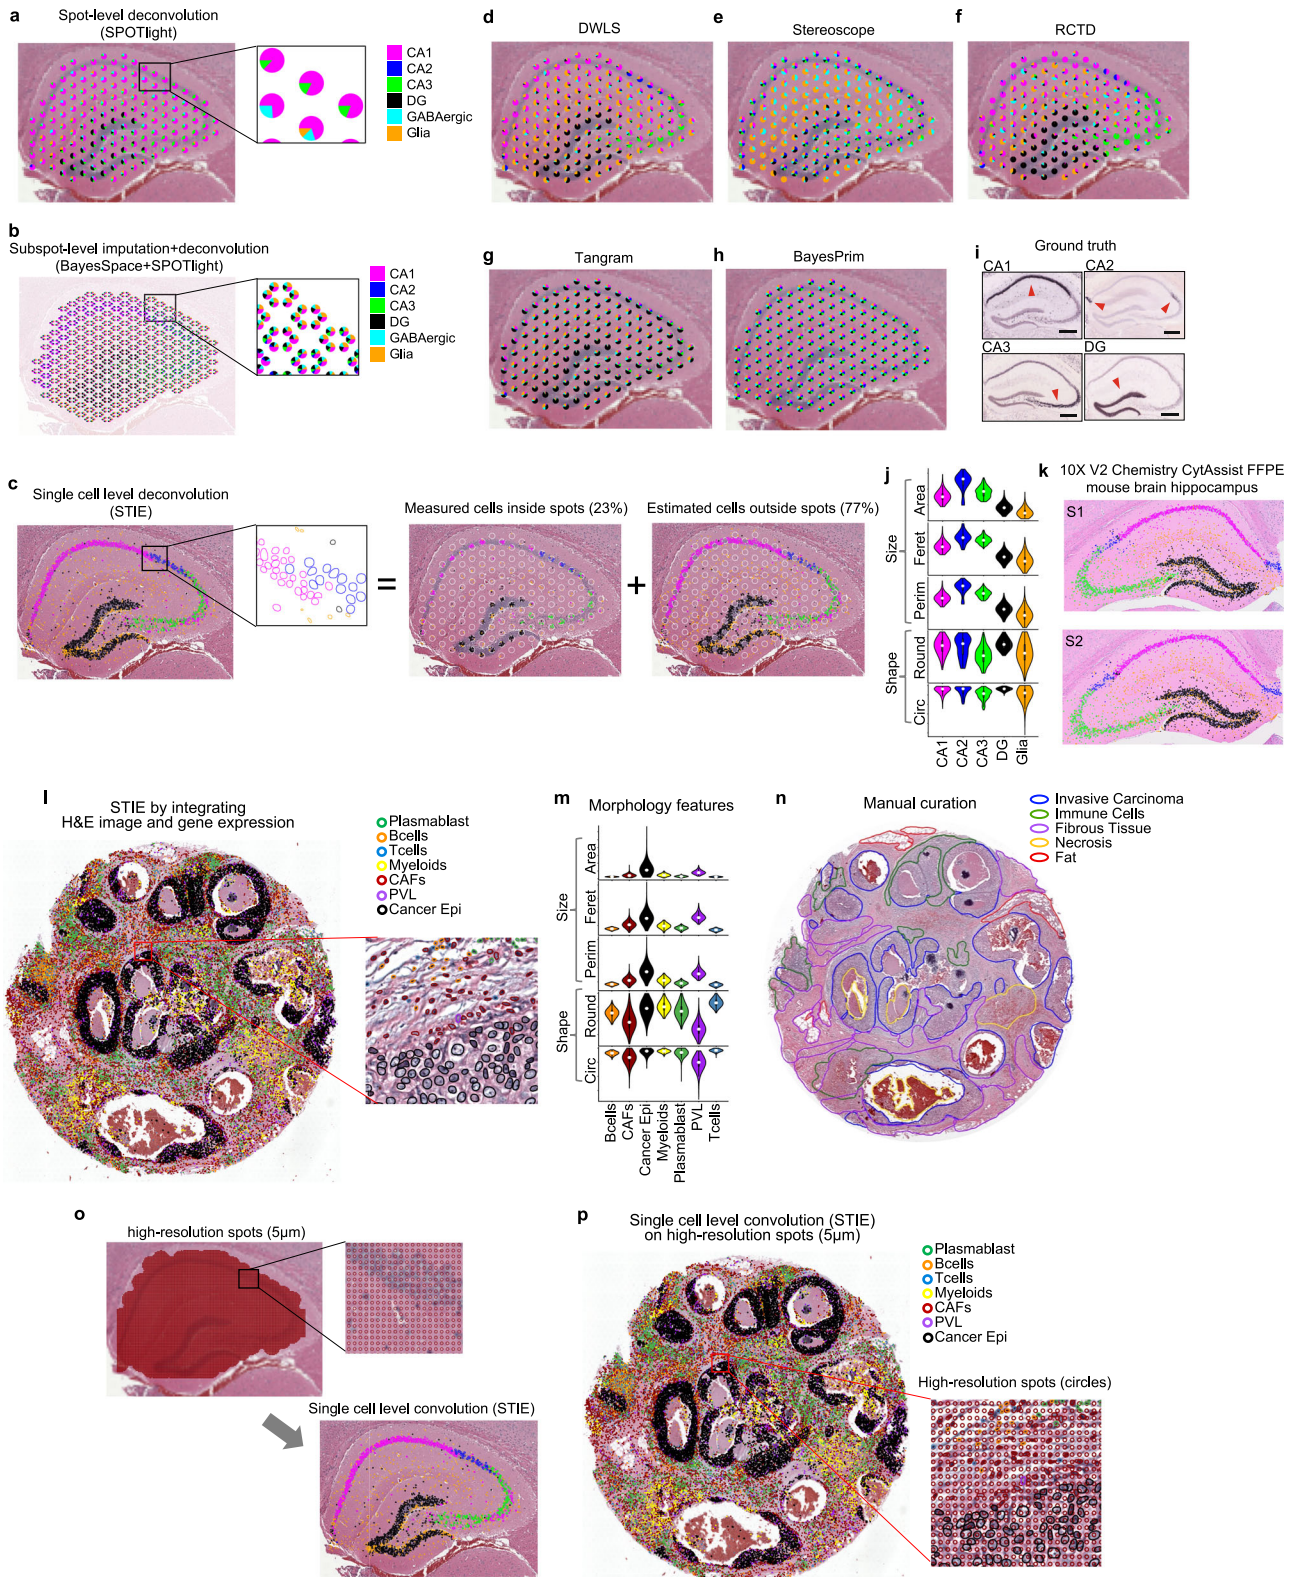 a
Spot-level deconvolution
(SPOTlight)
CA1
CA2
CA3
DG
GABAergic
Glia
d
DWLS
e
Stereoscope
f
RCTD
b
Subspot-level imputation+deconvolution
(BayesSpace+SPOTlight)
CA1
CA2
CA3
DG
GABAergic
Glia
g
Tangram
h
BayesPrim
i
Ground truth
CA1
CA2
CA3
DG
c
Single cell level deconvolution
(STIE)
=
Measured cells inside spots (23%)
+
Estimated cells outside spots (77%)
j
Size
Shape
Area
Feret
Perim
Round
Circ
CA1
CA2
CA3
DG
Glia
k
10X V2 Chemistry CytAssist FFPE
mouse brain hippocampus
S1
S2
l
STIE by integrating
H&E image and gene expression
Plasmablast
Bcells
Tcells
Myeloids
CAFs
PVL
Cancer Epi
m
Morphology features
Size
Shape
Area
Feret
Perim
Round
Circ
Bcells
CAFs
Cancer Epi
Myeloids
Plasmablast
PVL
Tcells
n
Manual curation
Invasive Carcinoma
Immune Cells
Fibrous Tissue
Necrosis
Fat
o
high-resolution spots (5μm)
Single cell level convolution (STIE)
p
Single cell level convolution (STIE)
on high-resolution spots (5μm)
Plasmablast
Bcells
Tcells
Myeloids
CAFs
PVL
Cancer Epi
High-resolution spots (circles)